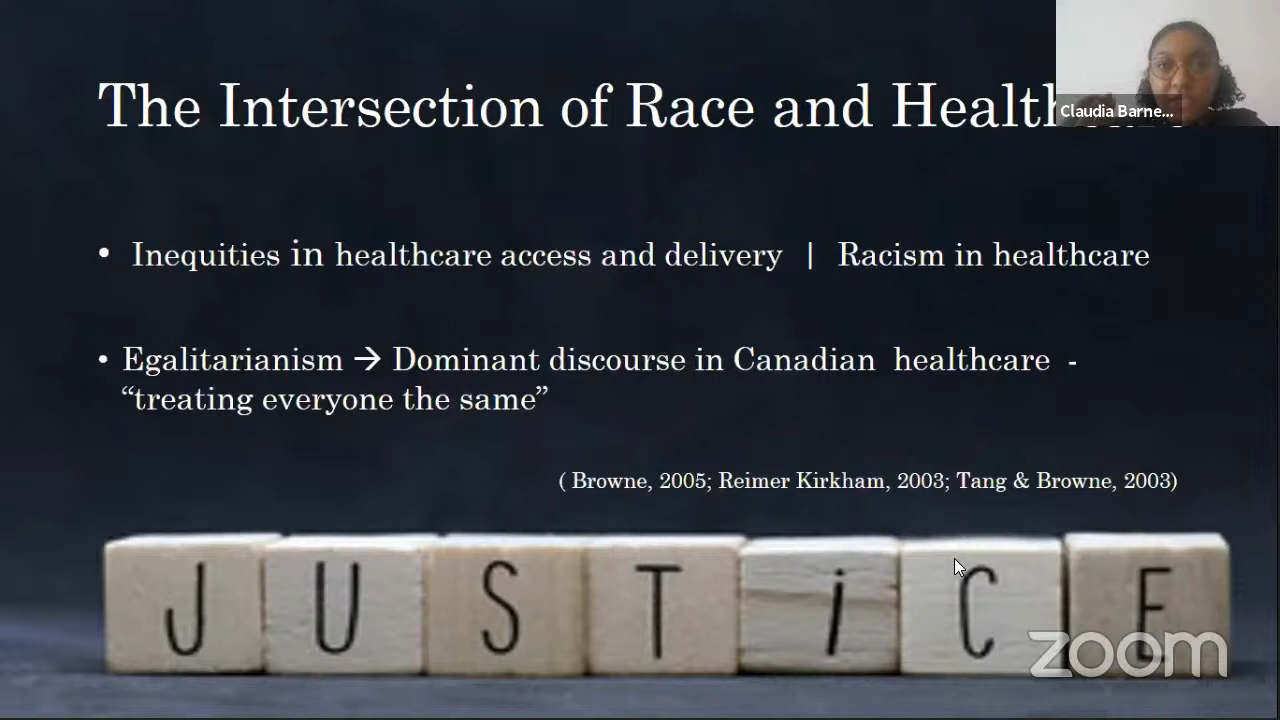 The Intersection of Race and Health
Claudia Barne...
• Inequities in healthcare access and delivery | Racism in healthcare
• Egalitarianism → Dominant discourse in Canadian healthcare -
“treating everyone the same”
( Browne, 2005; Reimer Kirkham, 2003; Tang & Browne, 2003)
JUSTiCE
zoom